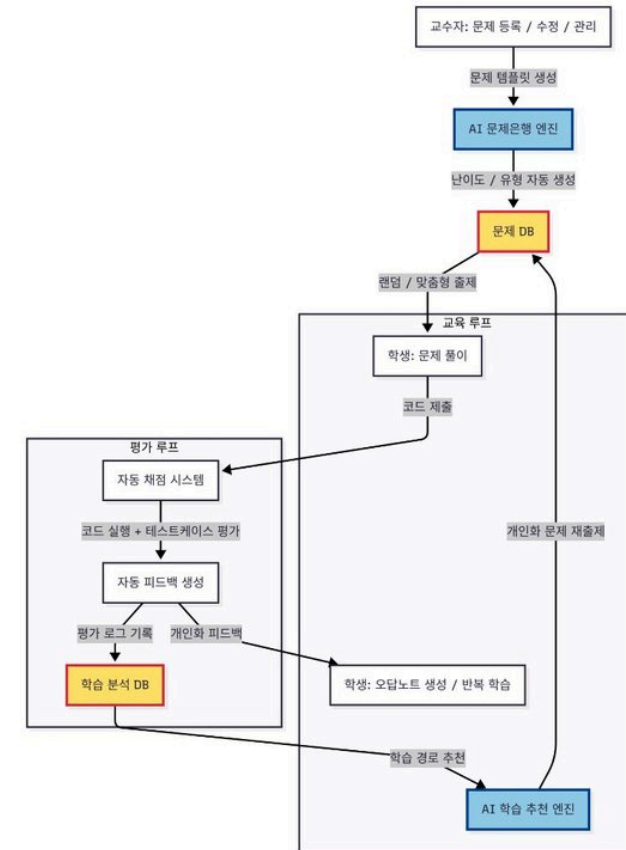 교수자: 문제 등록 / 수정 / 관리
문제 템플릿 생성
AI 문제은행 엔진
난이도 / 유형 자동 생성
문제 DB
랜덤 / 맞춤형 출제
교육 루프
학생: 문제 풀이
코드 제출
평가 루프
자동 채점 시스템
코드 실행 + 테스트케이스 평가
개인화 문제 재출제
자동 피드백 생성
평가 로그 기록
개인화 피드백
학습 분석 DB
학생: 오답노트 생성 / 반복 학습
학습 경로 추천
AI 학습 추천 엔진